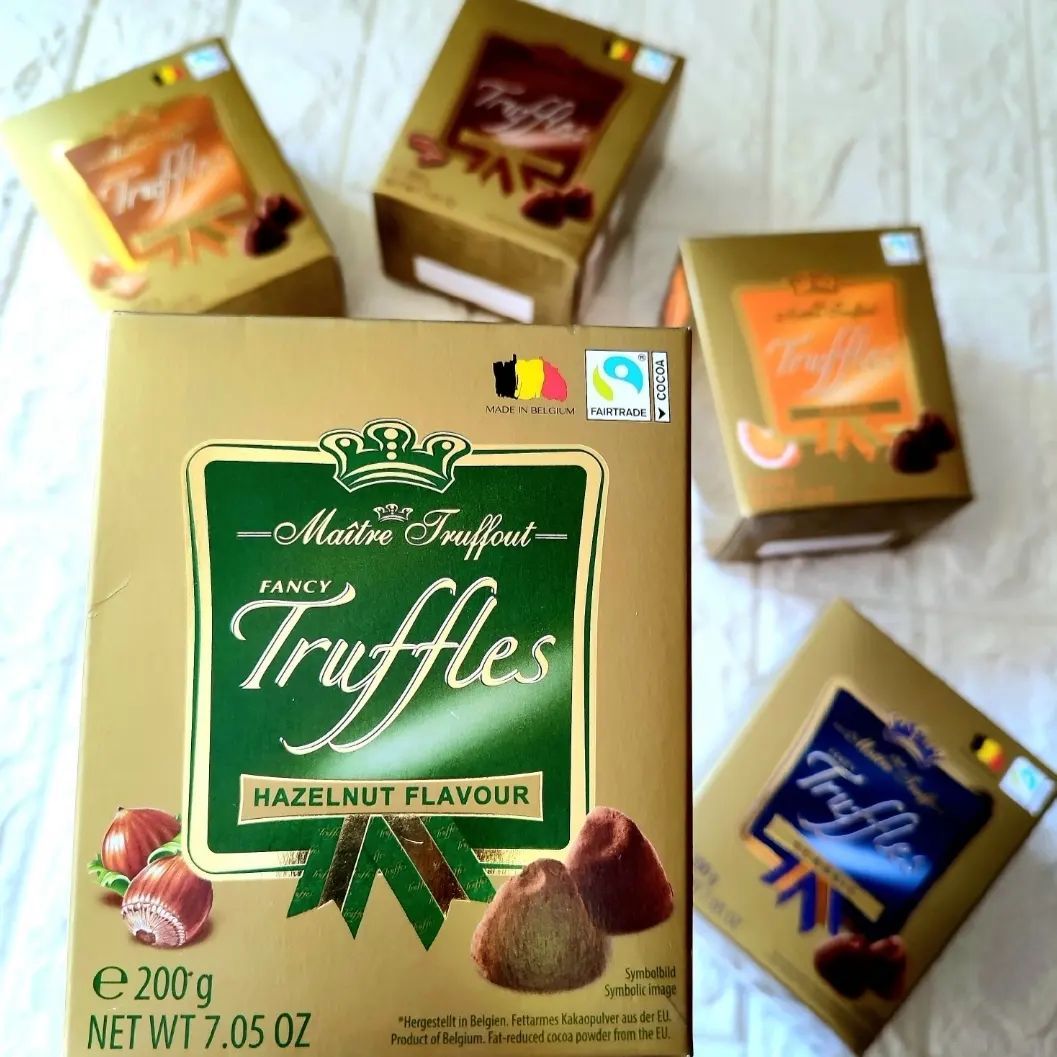 Truffles
Truffles
Truffles
MADE IN BELGIUM
FAIRTRADE
®
COCOA
Maître Truffout
FANCY
Truffles
HAZELNUT FLAVOUR
℮ 200 g
NET WT 7.05 OZ
Symbolbild
Symbolic image
*Hergestellt in Belgien. Fettarmes Kakaopulver aus der EU.
Product of Belgium. Fat-reduced cocoa powder from the EU.
Truffles